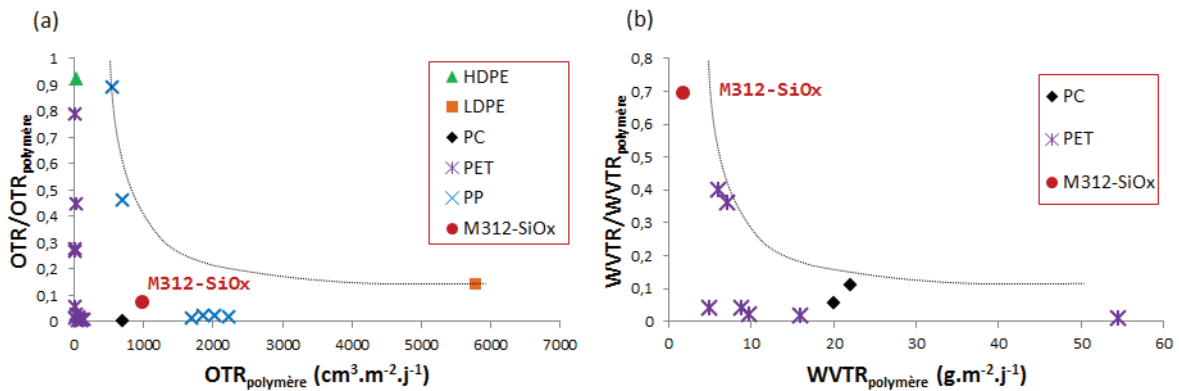 (a)
OTR/OTRpolymère
1
0,9
0,8
0,7
0,6
0,5
0,4
0,3
0,2
0,1
0
0 1000 2000 3000 4000 5000 6000 7000
OTRpolymère (cm³.m⁻².j⁻¹)
M312-SiOx
HDPE
LDPE
PC
PET
PP
M312-SiOx
(b)
WVTR/WVTRpolymère
0,8
0,7
0,6
0,5
0,4
0,3
0,2
0,1
0
0 10 20 30 40 50 60
WVTRpolymère (g.m⁻².j⁻¹)
M312-SiOx
PC
PET
M312-SiOx